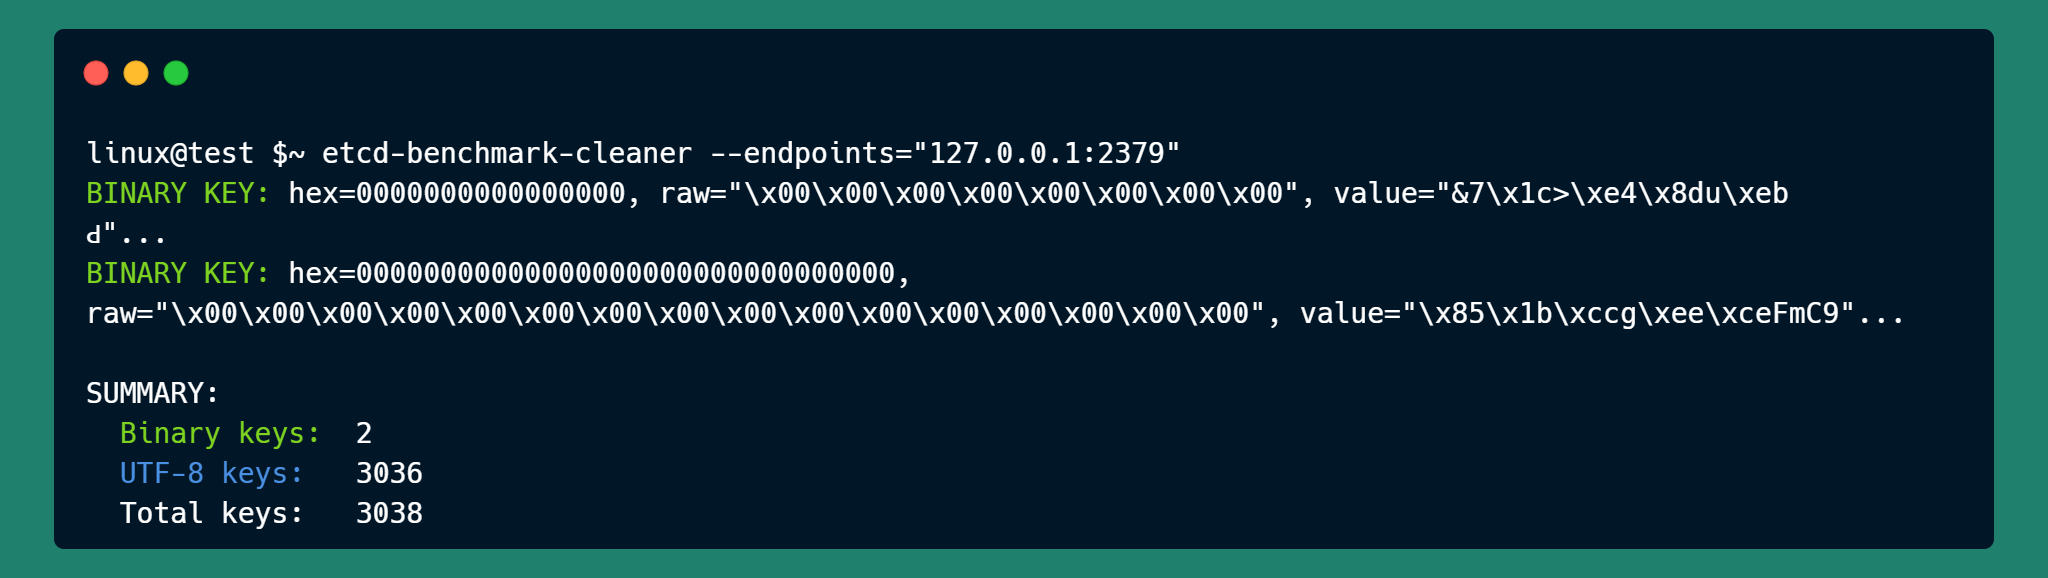 linux@test $~ etcd-benchmark-cleaner --endpoints="127.0.0.1:2379"
BINARY KEY: hex=0000000000000000, raw="\x00\x00\x00\x00\x00\x00\x00\x00", value="&7\x1c>\xe4\x8du\xeb
Ԁ"...
BINARY KEY: hex=00000000000000000000000000000000,
raw="\x00\x00\x00\x00\x00\x00\x00\x00\x00\x00\x00\x00\x00\x00\x00\x00", value="\x85\x1b\xccg\xee\xceFmC9"...
SUMMARY:
Binary keys: 2
UTF-8 keys: 3036
Total keys: 3038